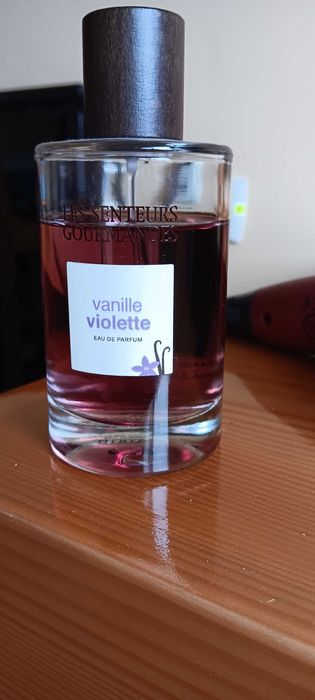 LES SENTEURS
GOURMANDES
vanille
violette
EAU DE PARFUM